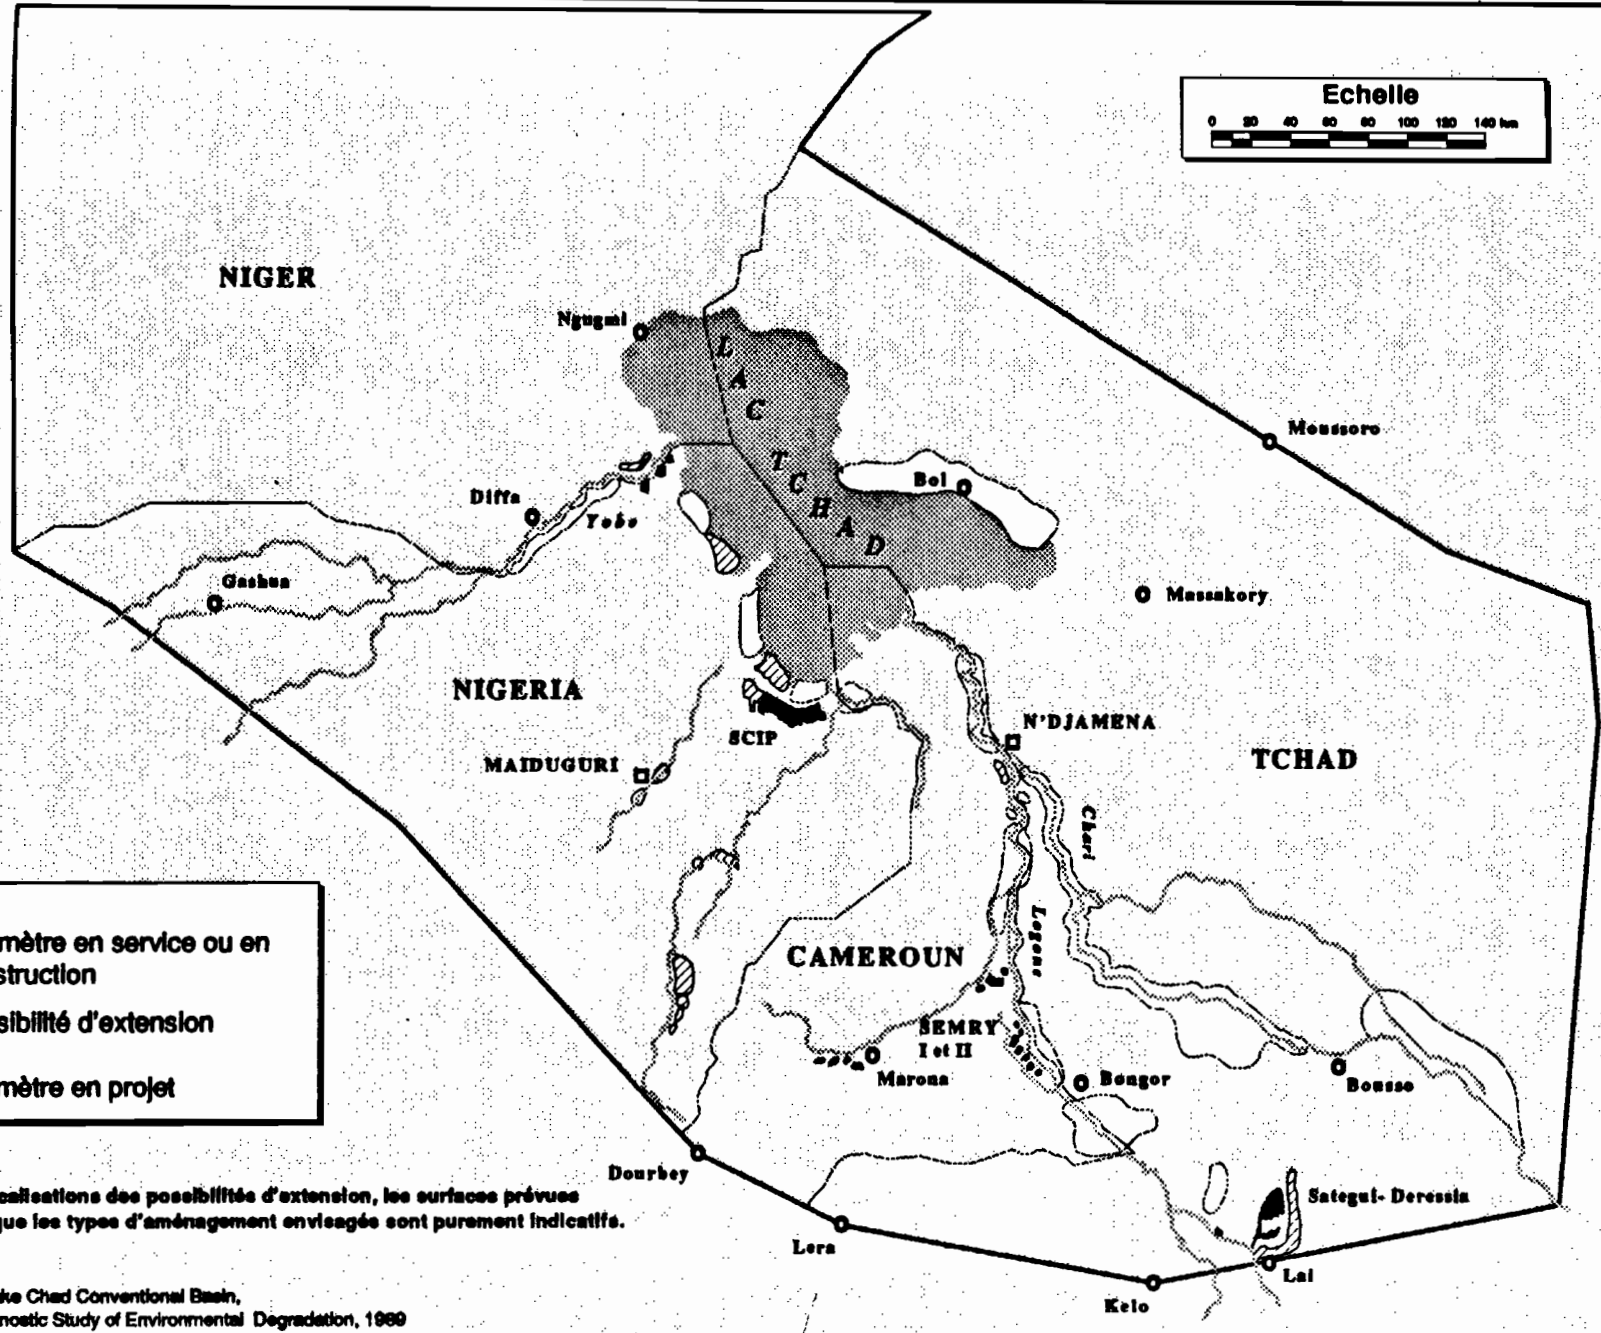 Echelle
0 20 40 60 80 100 120 140 km
NIGER
Ngugmi
LAC
TCHAD
Moussoro
Bol
Diffa
Yobe
Gashua
Massakory
NIGERIA
SCIP
N'DJAMENA
MAIDUGURI
TCHAD
Chari
Logone
CAMEROUN
SEMRY
I et II
Marona
Bongor
Bousso
mètre en service ou en
struction
sibilité d'extension
mètre en projet
Dourbey
calisations des possibilités d'extension, les surfaces prévues
que les types d'aménagement envisagés sont purement indicatifs.
Sategui-Deressia
Lera
Lai
Kelo
ke Chad Conventional Basin,
nostic Study of Environmental Degradation, 1989